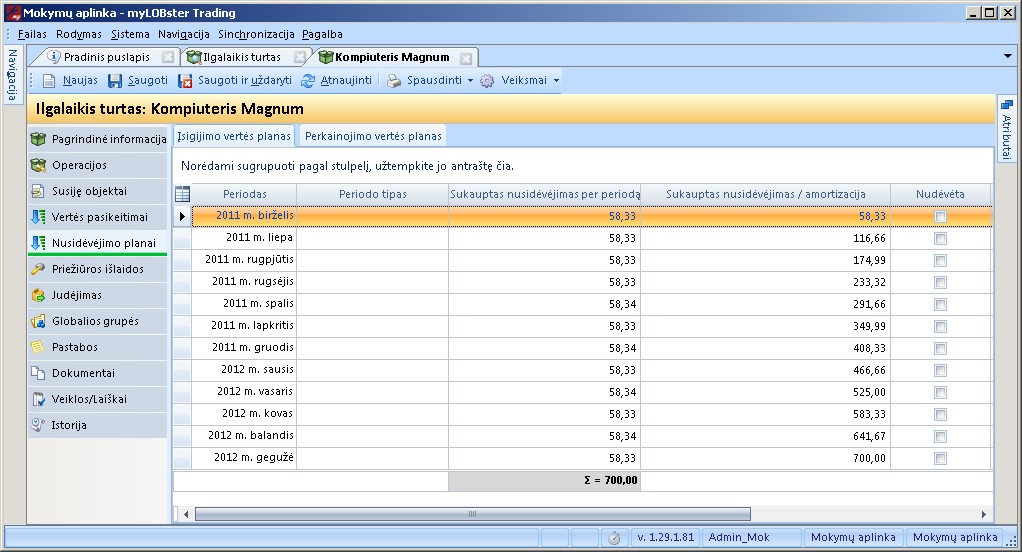 Mokymų aplinka - myLOBster Trading
Failas Rodymas Sistema Navigacija Sinchronizacija Pagalba
Navigacija
Pradinis puslapis Ilgalaikis turtas Kompiuteris Magnum
Naujas Saugoti Saugoti ir uždaryti Atnaujinti Spausdinti Veiksmai
Ilgalaikis turtas: Kompiuteris Magnum
Atributai
Pagrindinė informacija
Operacijos
Susiję objektai
Vertės pasikeitimai
Nusidėvėjimo planai
Priežiūros išlaidos
Judėjimas
Globalios grupės
Pastabos
Dokumentai
Veiklos/Laiškai
Istorija
Įsigijimo vertės planas Perkainojimo vertės planas
Norėdami sugrupuoti pagal stulpelį, užtempkite jo antraštę čia.
Periodas Periodo tipas Sukauptas nusidėvėjimas per periodą Sukauptas nusidėvėjimas / amortizacija Nudėvėta
2011 m. birželis 58,33 58,33
2011 m. liepa 58,33 116,66
2011 m. rugpjūtis 58,33 174,99
2011 m. rugsėjis 58,33 233,32
2011 m. spalis 58,34 291,66
2011 m. lapkritis 58,33 349,99
2011 m. gruodis 58,34 408,33
2012 m. sausis 58,33 466,66
2012 m. vasaris 58,34 525,00
2012 m. kovas 58,33 583,33
2012 m. balandis 58,34 641,67
2012 m. gegužė 58,33 700,00
Σ = 700,00
v. 1.29.1.81 Admin_Mok Mokymų aplinka Mokymų aplinka